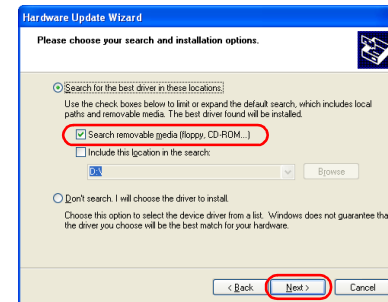 Hardware Update Wizard
Please choose your search and installation options.
Search for the best driver in these locations.
Use the check boxes below to limit or expand the default search, which includes local
paths and removable media. The best driver found will be installed.
Search removable media (floppy, CD-ROM...)
Include this location in the search:
D:\
Browse
Don't search. I will choose the driver to install.
Choose this option to select the device driver from a list. Windows does not guarantee tha
the driver you choose will be the best match for your hardware.
< Back
Next >
Cancel